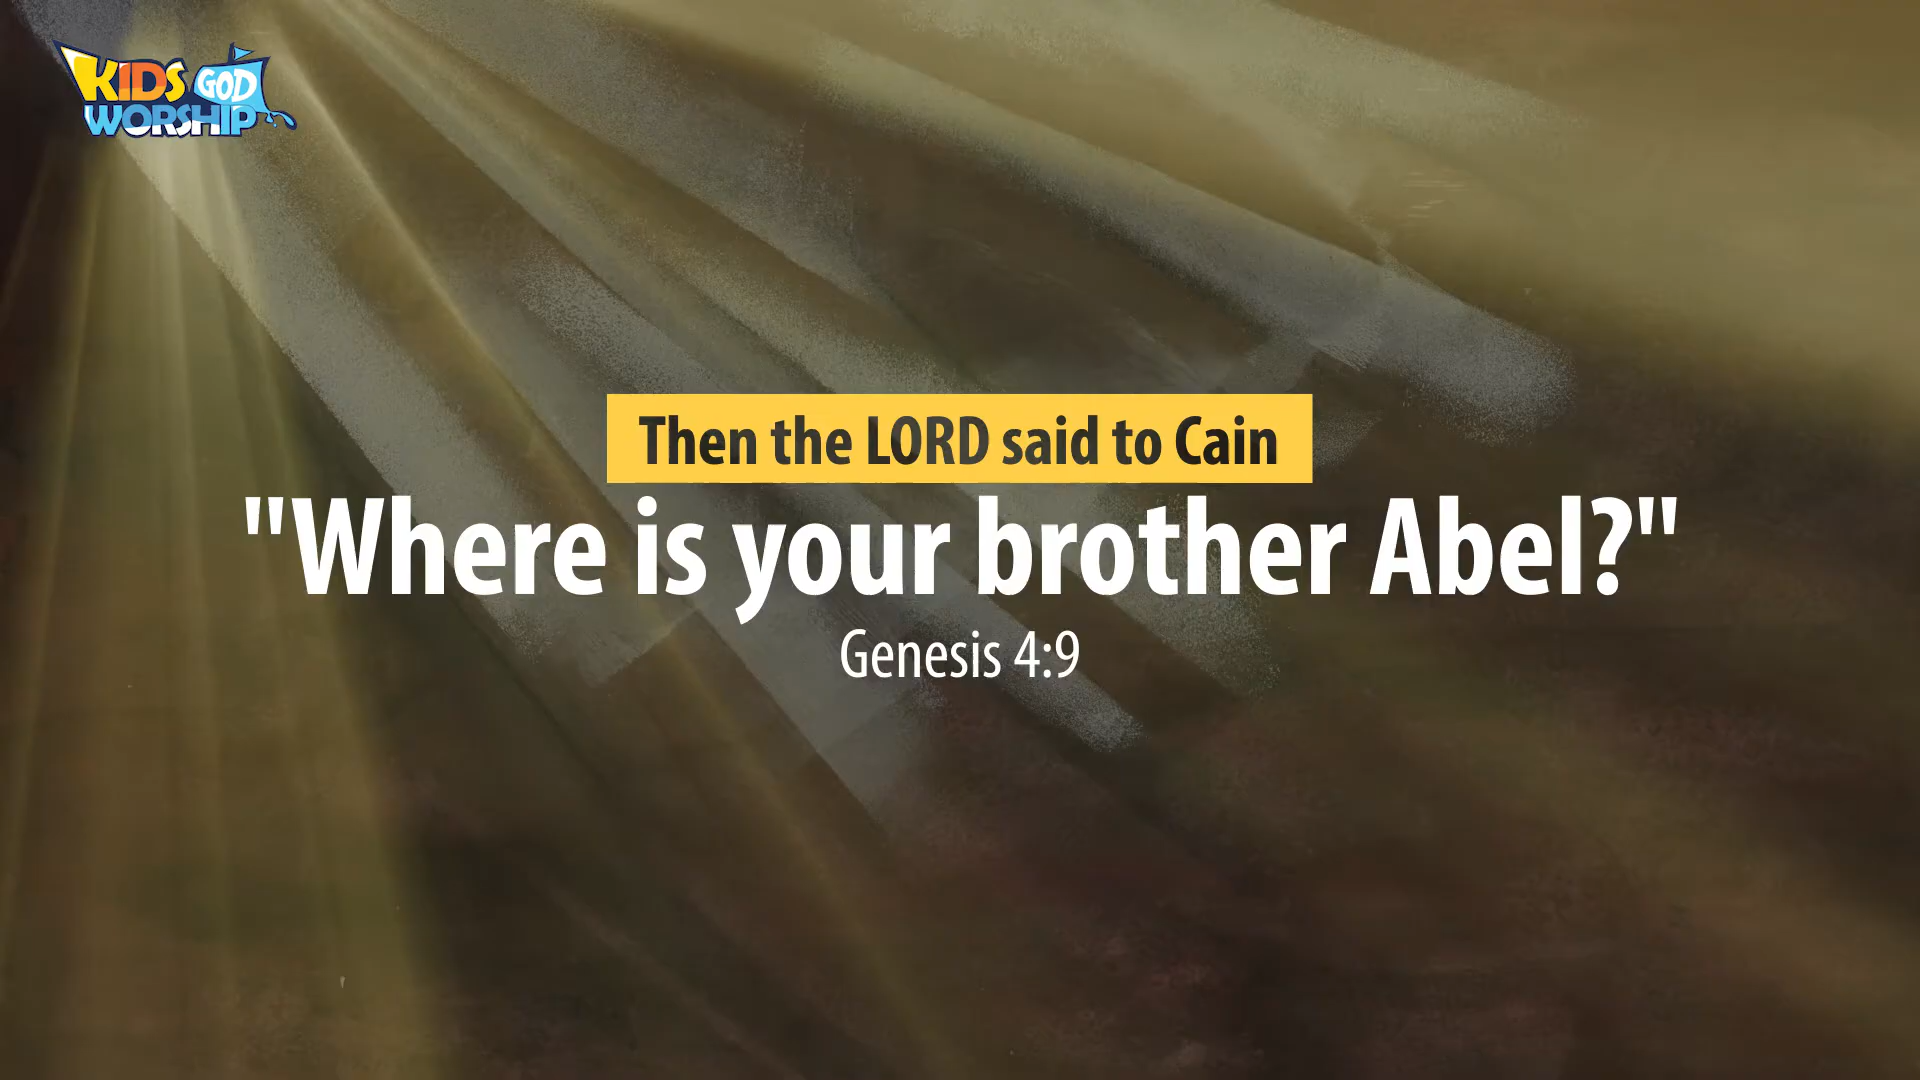 KIDS GOD
WORSHIP
Then the LORD said to Cain
"Where is your brother Abel?"
Genesis 4:9